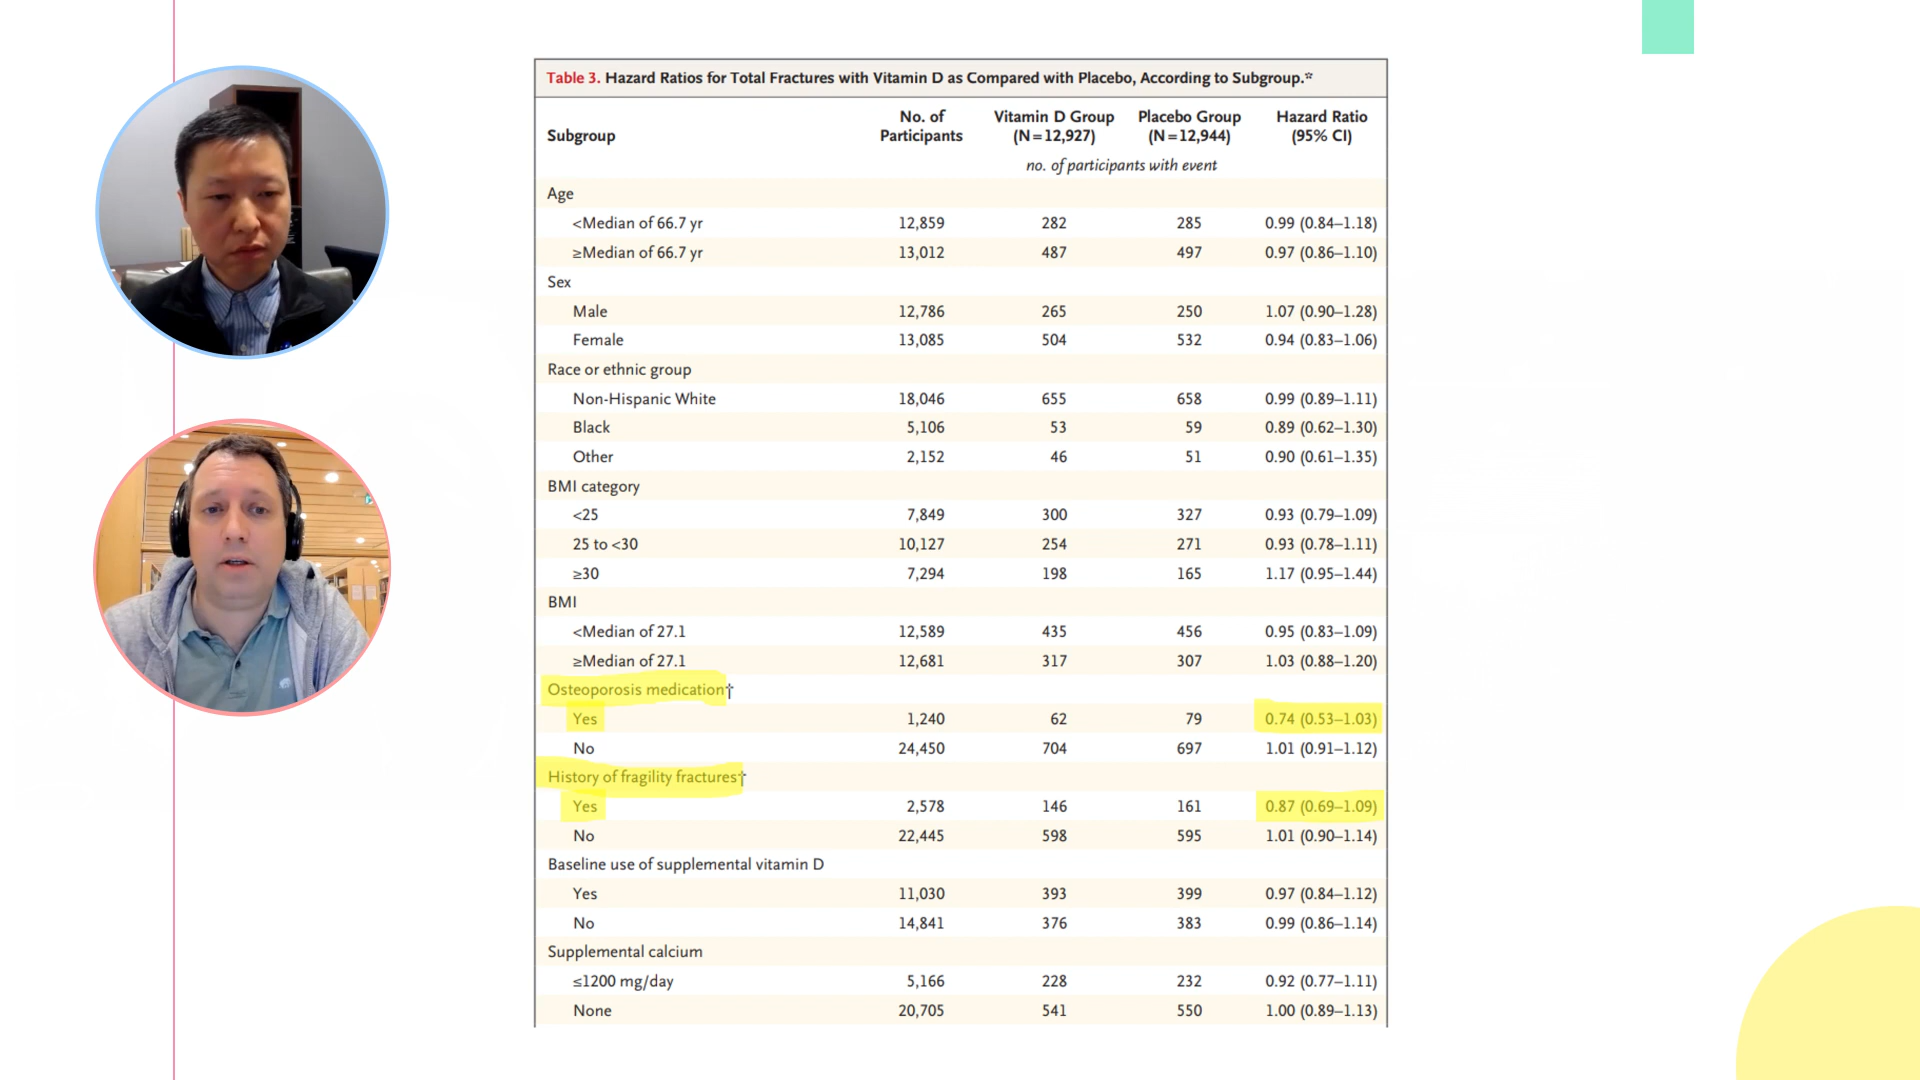 Table 3. Hazard Ratios for Total Fractures with Vitamin D as Compared with Placebo, According to Subgroup.*
Subgroup No. of Participants Vitamin D Group (N=12,927) Placebo Group (N=12,944) Hazard Ratio (95% CI)
no. of participants with event
Age
<Median of 66.7 yr 12,859 282 285 0.99 (0.84–1.18)
≥Median of 66.7 yr 13,012 487 497 0.97 (0.86–1.10)
Sex
Male 12,786 265 250 1.07 (0.90–1.28)
Female 13,085 504 532 0.94 (0.83–1.06)
Race or ethnic group
Non-Hispanic White 18,046 655 658 0.99 (0.89–1.11)
Black 5,106 53 59 0.89 (0.62–1.30)
Other 2,152 46 51 0.90 (0.61–1.35)
BMI category
<25 7,849 300 327 0.93 (0.79–1.09)
25 to <30 10,127 254 271 0.93 (0.78–1.11)
≥30 7,294 198 165 1.17 (0.95–1.44)
BMI
<Median of 27.1 12,589 435 456 0.95 (0.83–1.09)
≥Median of 27.1 12,681 317 307 1.03 (0.88–1.20)
Osteoporosis medication†
Yes 1,240 62 79 0.74 (0.53–1.03)
No 24,450 704 697 1.01 (0.91–1.12)
History of fragility fractures†
Yes 2,578 146 161 0.87 (0.69–1.09)
No 22,445 598 595 1.01 (0.90–1.14)
Baseline use of supplemental vitamin D
Yes 11,030 393 399 0.97 (0.84–1.12)
No 14,841 376 383 0.99 (0.86–1.14)
Supplemental calcium
≤1200 mg/day 5,166 228 232 0.92 (0.77–1.11)
None 20,705 541 550 1.00 (0.89–1.13)